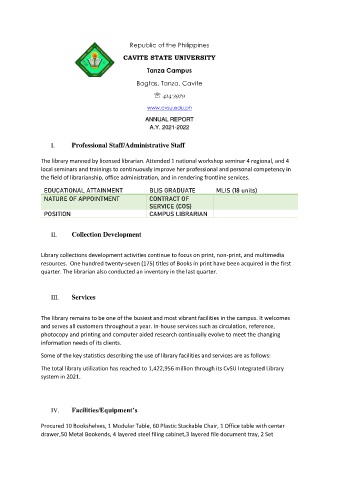 Republic of the Philippines
CAVITE STATE UNIVERSITY
Tanza Campus
Bagtas, Tanza, Cavite
☏ 414-3979
www.cvsu.edu.ph
ANNUAL REPORT
A.Y. 2021-2022
I. Professional Staff/Administrative Staff
The library manned by licensed librarian. Attended 1 national workshop seminar 4 regional, and 4
local seminars and trainings to continously improve her professional and personal competency in
the field of librarianship, office administration, and in rendering frontline services.
EDUCATIONAL ATTAINMENT BLIS GRADUATE MLIS (18 units)
NATURE OF APPOINTMENT CONTRACT OF
SERVICE (COS)
POSITION CAMPUS LIBRARIAN
II. Collection Development
Library collections development activities continue to focus on print, non-print, and multimedia
resources. One hundred twenty-seven (175) titles of Books in print have been acquired in the first
quarter. The librarian also conducted an inventory in the last quarter.
III. Services
The library remains to be one of the busiest and most vibrant facilities in the campus. It welcomes
and serves all customers throughout a year. In-house services such as circulation, reference,
photocopy and printing and computer aided research continually evolve to meet the changing
information needs of its clients.
Some of the key statistics describing the use of library facilities and services are as follows:
The total library utilization has reached to 1,422,956 million through its CvSU Integrated Library
system in 2021.
IV. Facilities/Equipment's
Procured 10 Bookshelves, 1 Modular Table, 60 Plastic Stackable Chair, 1 Office table with center
drawer,50 Metal Bookends, 4 layered steel filing cabinet,3 layered file document tray, 2 Set